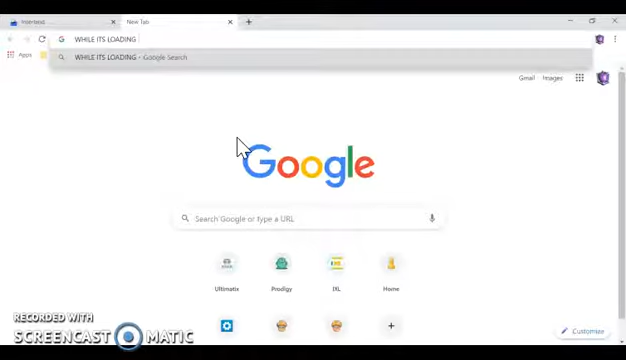 New Tab
WHILE ITS LOADING
WHILE ITS LOADING - Google Search
Apps
Gmail Images
Google
Search Google or type a URL
Ultimatix Prodigy IXL Home
Customize
RECORDED WITH
SCREENCAST MATIC